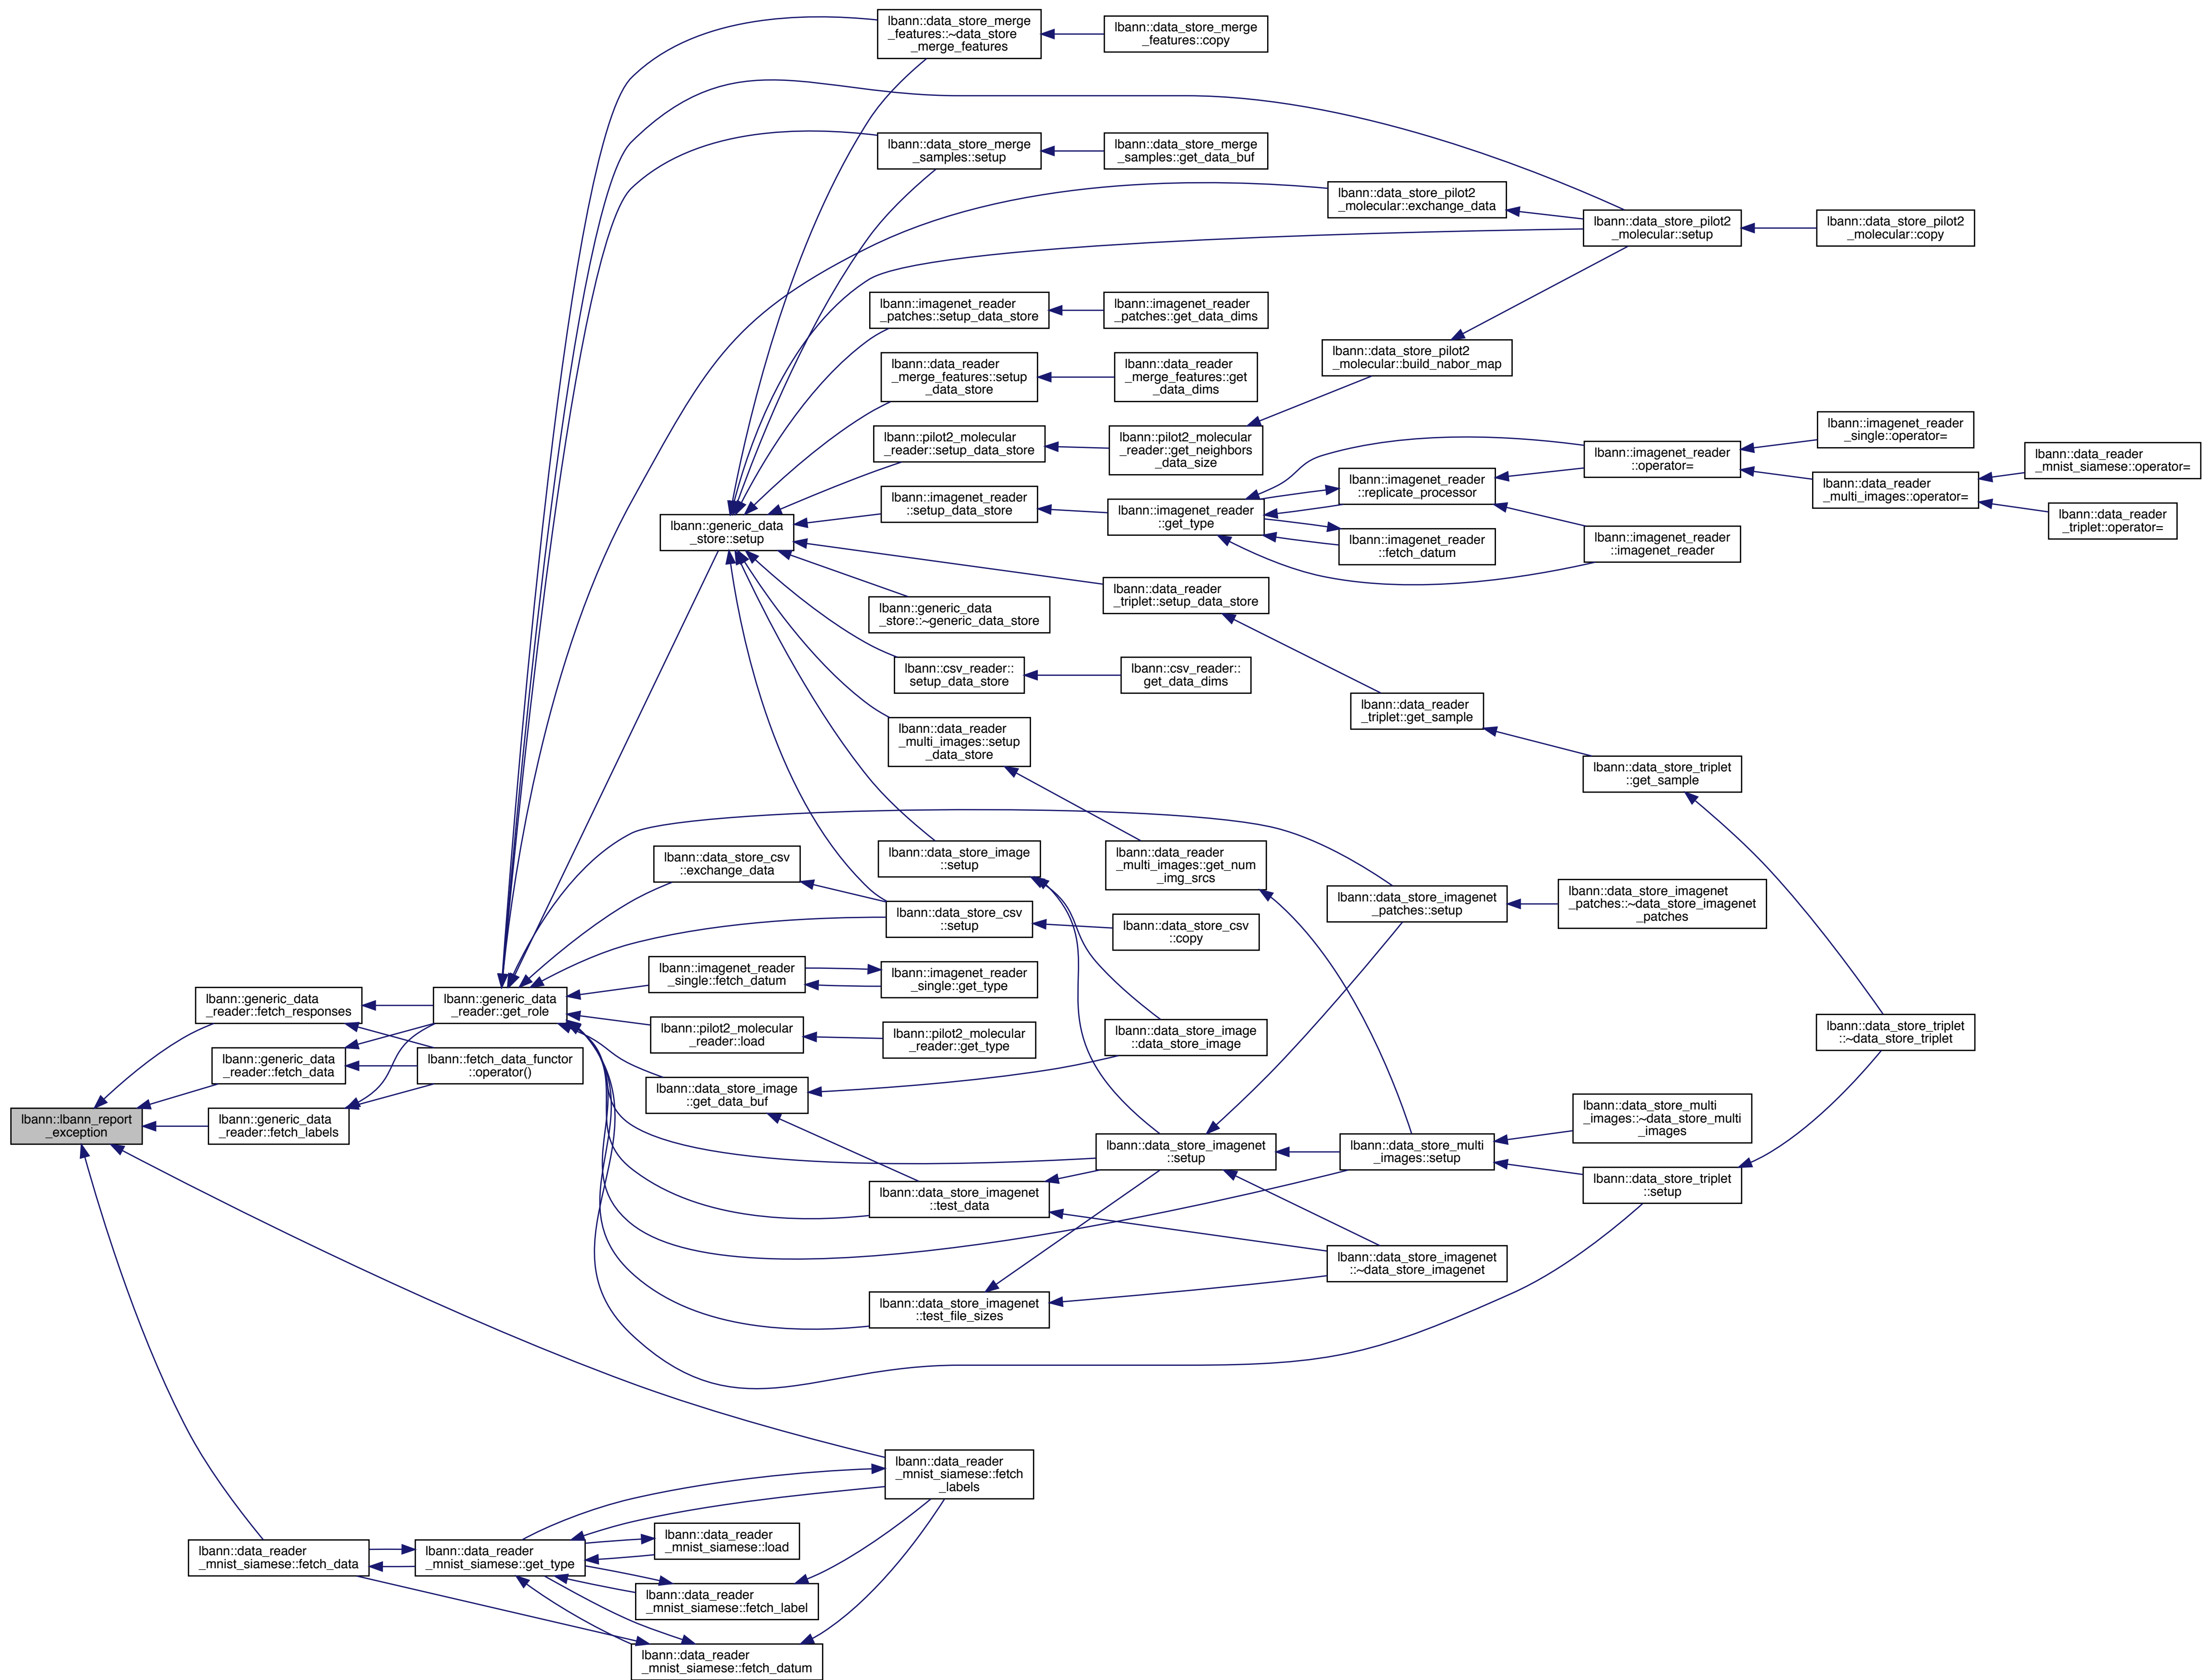 lbann::data_store_merge
_features::~data_store
_merge_features
lbann::data_store_merge
_features::copy
lbann::data_store_merge
_samples::setup
lbann::data_store_merge
_samples::get_data_buf
lbann::data_store_pilot2
_molecular::exchange_data
lbann::data_store_pilot2
_molecular::setup
lbann::data_store_pilot2
_molecular::copy
lbann::imagenet_reader
_patches::setup_data_store
lbann::imagenet_reader
_patches::get_data_dims
lbann::data_store_pilot2
_molecular::build_nabor_map
lbann::data_reader
_merge_features::setup
_data_store
lbann::data_reader
_merge_features::get
_data_dims
lbann::pilot2_molecular
_reader::setup_data_store
lbann::pilot2_molecular
_reader::get_neighbors
_data_size
lbann::imagenet_reader
_single::operator=
lbann::imagenet_reader
::operator=
lbann::data_reader
_mnist_siamese::operator=
lbann::imagenet_reader
::replicate_processor
lbann::data_reader
_multi_images::operator=
lbann::imagenet_reader
::setup_data_store
lbann::imagenet_reader
::get_type
lbann::data_reader
_triplet::operator=
lbann::generic_data
_store::setup
lbann::imagenet_reader
::fetch_datum
lbann::imagenet_reader
::imagenet_reader
lbann::data_reader
_triplet::setup_data_store
lbann::generic_data
_store::~generic_data_store
lbann::csv_reader::
setup_data_store
lbann::csv_reader::
get_data_dims
lbann::data_reader
_triplet::get_sample
lbann::data_reader
_multi_images::setup
_data_store
lbann::data_store_triplet
::get_sample
lbann::data_store_csv
::exchange_data
lbann::data_store_image
::setup
lbann::data_reader
_multi_images::get_num
_img_srcs
lbann::data_store_imagenet
_patches::setup
lbann::data_store_imagenet
_patches::~data_store_imagenet
_patches
lbann::data_store_csv
::setup
lbann::data_store_csv
::copy
lbann::imagenet_reader
_single::fetch_datum
lbann::imagenet_reader
_single::get_type
lbann::generic_data
_reader::fetch_responses
lbann::generic_data
_reader::get_role
lbann::pilot2_molecular
_reader::load
lbann::pilot2_molecular
_reader::get_type
lbann::data_store_image
::data_store_image
lbann::data_store_triplet
::~data_store_triplet
lbann::generic_data
_reader::fetch_data
lbann::fetch_data_functor
::operator()
lbann::data_store_image
::get_data_buf
lbann::lbann_report
_exception
lbann::generic_data
_reader::fetch_labels
lbann::data_store_imagenet
::setup
lbann::data_store_multi
_images::setup
lbann::data_store_multi
_images::~data_store_multi
_images
lbann::data_store_triplet
::setup
lbann::data_store_imagenet
::test_data
lbann::data_store_imagenet
::~data_store_imagenet
lbann::data_store_imagenet
::test_file_sizes
lbann::data_reader
_mnist_siamese::fetch
_labels
lbann::data_reader
_mnist_siamese::fetch_data
lbann::data_reader
_mnist_siamese::get_type
lbann::data_reader
_mnist_siamese::load
lbann::data_reader
_mnist_siamese::fetch_label
lbann::data_reader
_mnist_siamese::fetch_datum